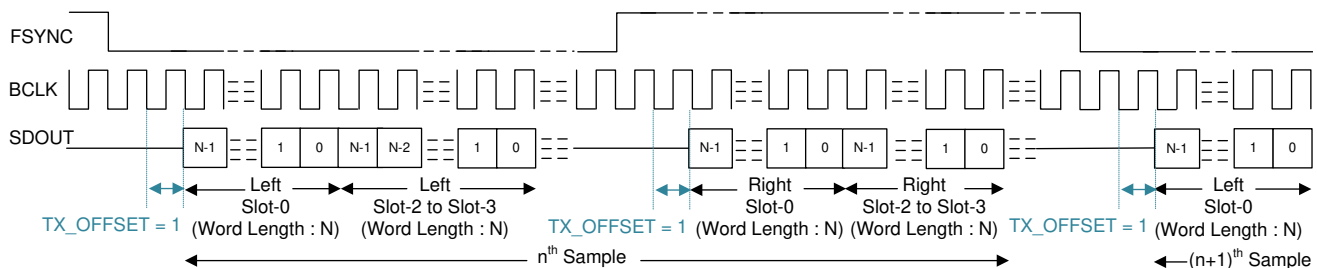 FSYNC
BCLK
SDOUT
N-1 1 0 N-1 N-2 1 0 N-1 1 0 N-1 1 0 N-1 1 0
TX_OFFSET = 1
Left
Slot-0
(Word Length : N)
Left
Slot-2 to Slot-3
(Word Length : N)
TX_OFFSET = 1
Right
Slot-0
(Word Length : N)
Right
Slot-2 to Slot-3
(Word Length : N)
TX_OFFSET = 1
Left
Slot-0
(Word Length : N)
nth Sample
(n+1)th Sample